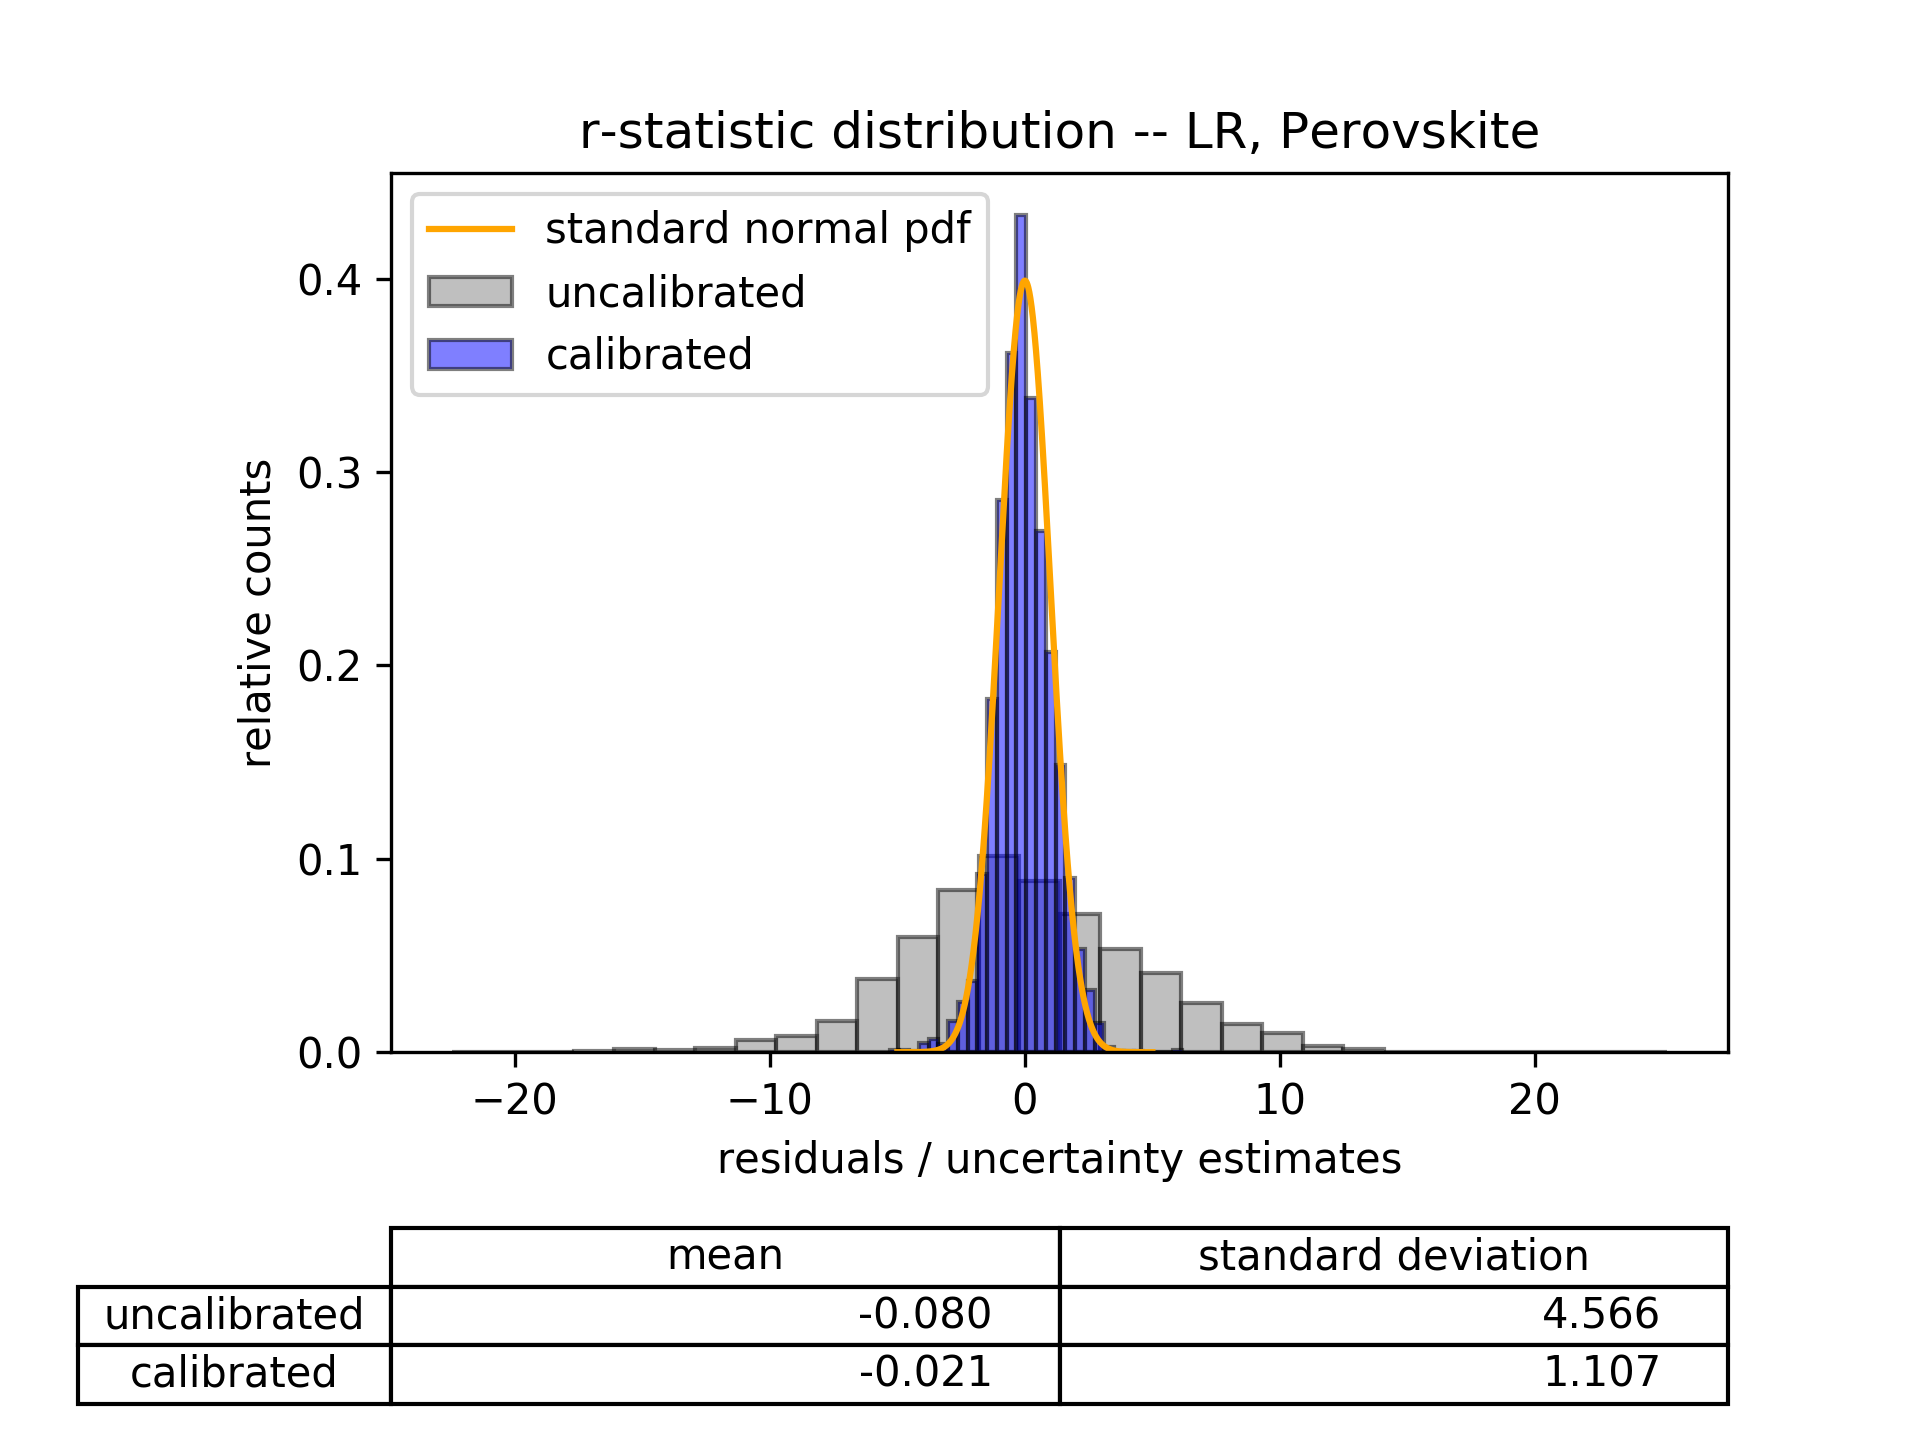 r-statistic distribution -- LR, Perovskite
standard normal pdf
uncalibrated
calibrated
relative counts
0.4
0.3
0.2
0.1
0.0
−20 −10 0 10 20
residuals / uncertainty estimates
mean standard deviation
uncalibrated -0.080 4.566
calibrated -0.021 1.107